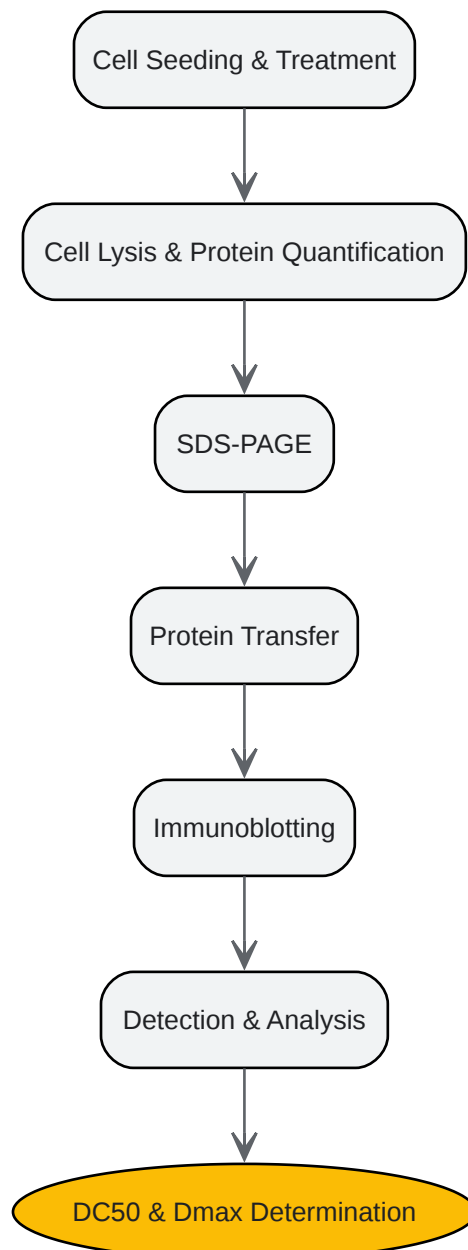 Cell Seeding & Treatment
Cell Lysis & Protein Quantification
SDS-PAGE
Protein Transfer
Immunoblotting
Detection & Analysis
DC50 & Dmax Determination